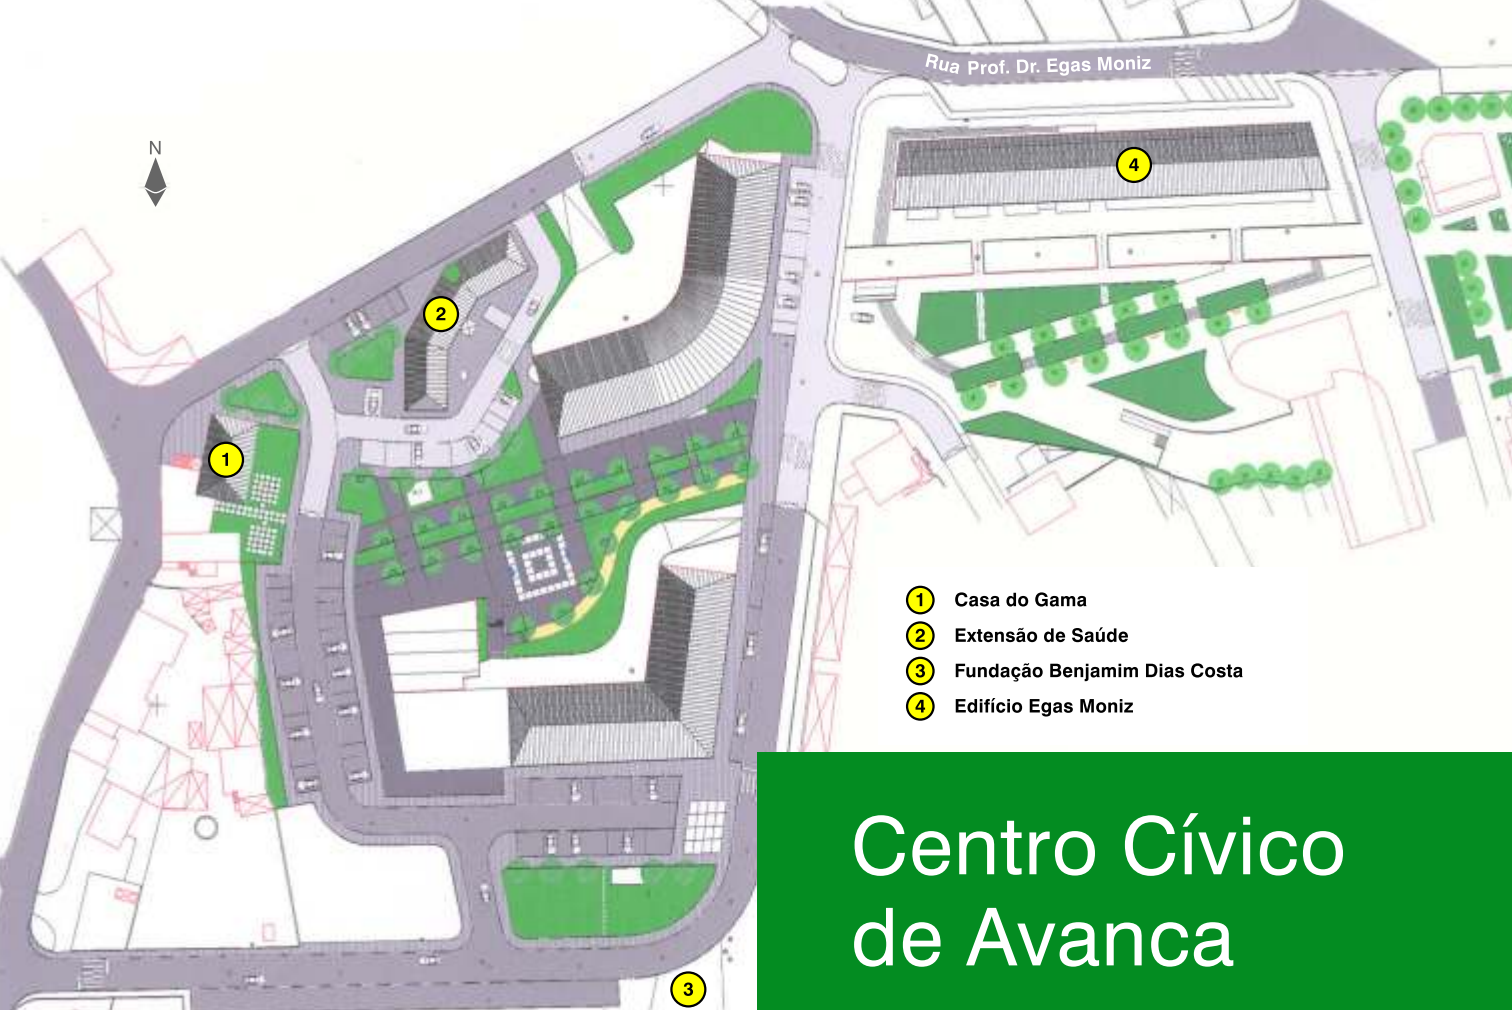 Rua Prof. Dr. Egas Moniz
N
4
2
1
1 Casa do Gama
2 Extensão de Saúde
3 Fundação Benjamim Dias Costa
4 Edifício Egas Moniz
Centro Cívico
de Avanca
3